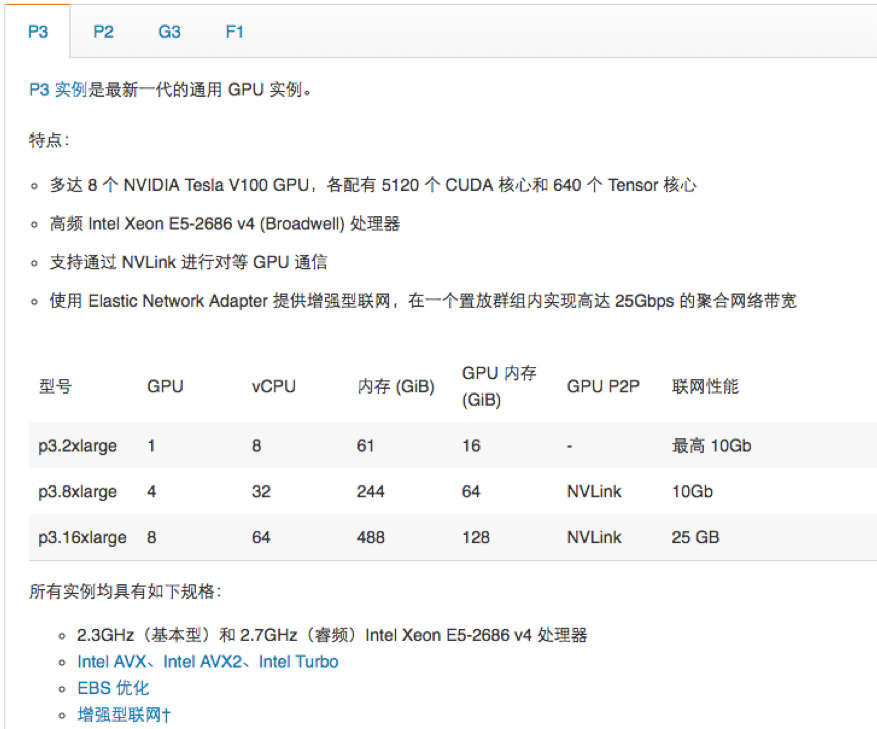 P3 P2 G3 F1
P3 实例是最新一代的通用 GPU 实例。
特点：
多达 8 个 NVIDIA Tesla V100 GPU，各配有 5120 个 CUDA 核心和 640 个 Tensor 核心
高频 Intel Xeon E5-2686 v4 (Broadwell) 处理器
支持通过 NVLink 进行对等 GPU 通信
使用 Elastic Network Adapter 提供增强型联网，在一个置放群组内实现高达 25Gbps 的聚合网络带宽
型号 GPU vCPU 内存 (GiB) GPU 内存 (GiB) GPU P2P 联网性能
p3.2xlarge 1 8 61 16 - 最高 10Gb
p3.8xlarge 4 32 244 64 NVLink 10Gb
p3.16xlarge 8 64 488 128 NVLink 25 GB
所有实例均具有如下规格：
2.3GHz（基本型）和 2.7GHz（睿频）Intel Xeon E5-2686 v4 处理器
Intel AVX、Intel AVX2、Intel Turbo
EBS 优化
增强型联网†